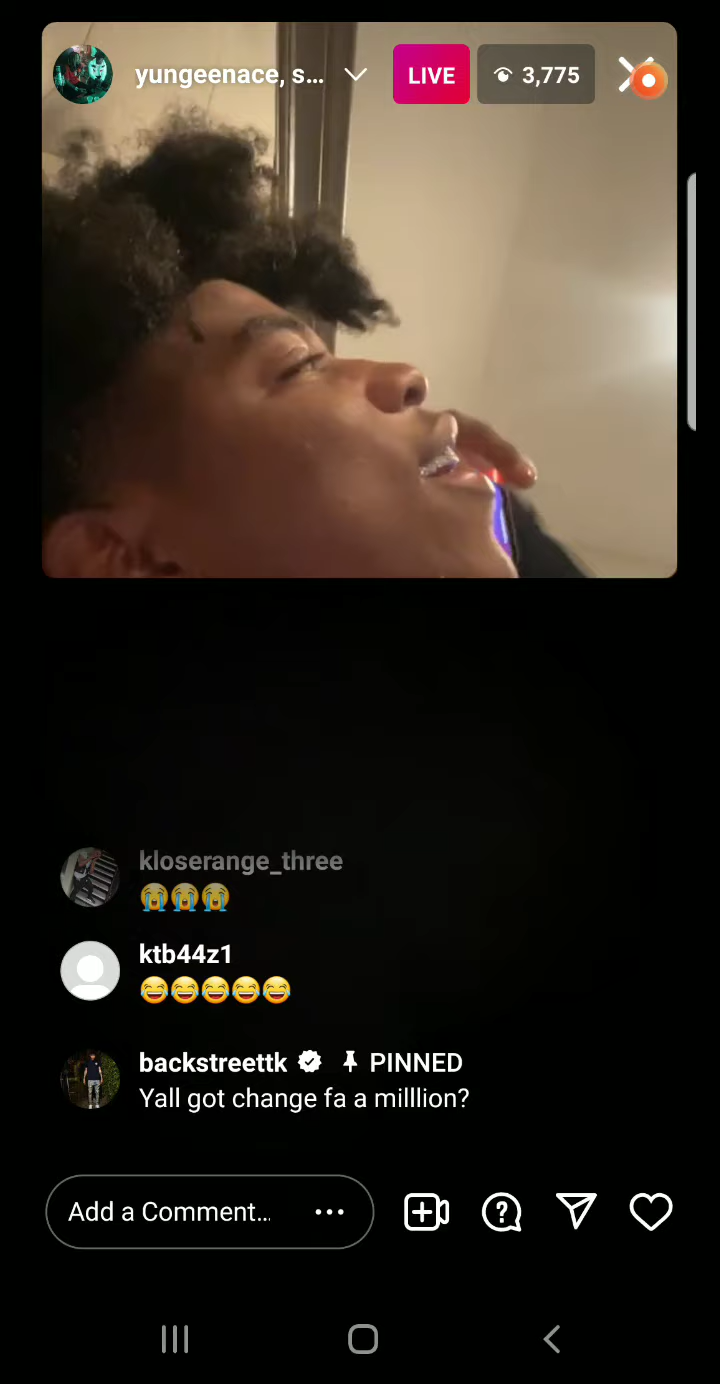 yungeenace, s...
LIVE
3,775
kloserange_three
😭😭😭
ktb44z1
😂😂😂😂😂
backstreettk PINNED
Yall got change fa a milllion?
Add a Comment...